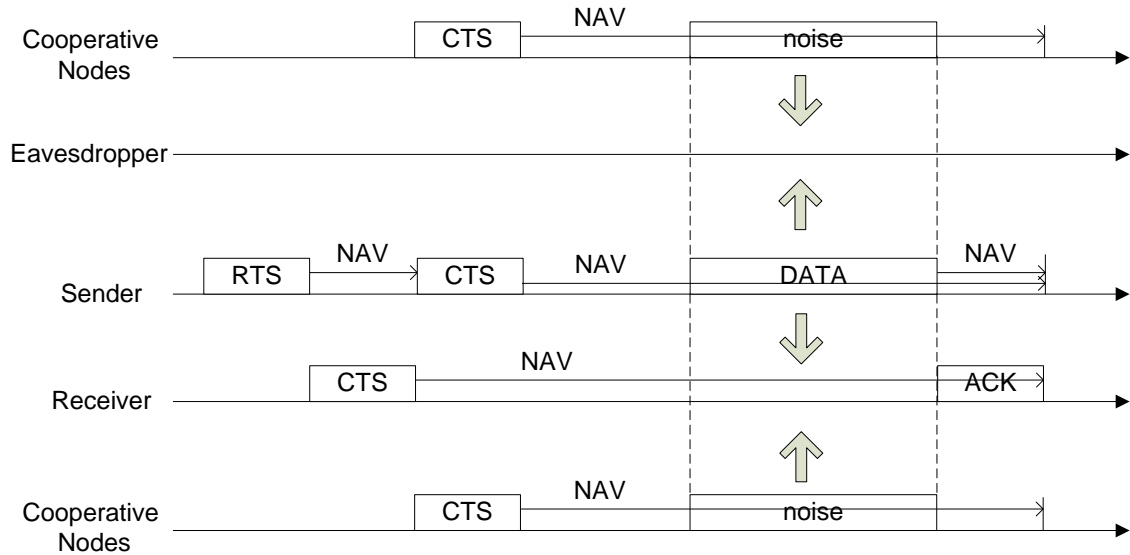 NAV
Cooperative Nodes
CTS
noise
Eavesdropper
NAV
NAV
RTS
CTS
NAV
DATA
Sender
NAV
CTS
ACK
Receiver
NAV
Cooperative Nodes
CTS
noise